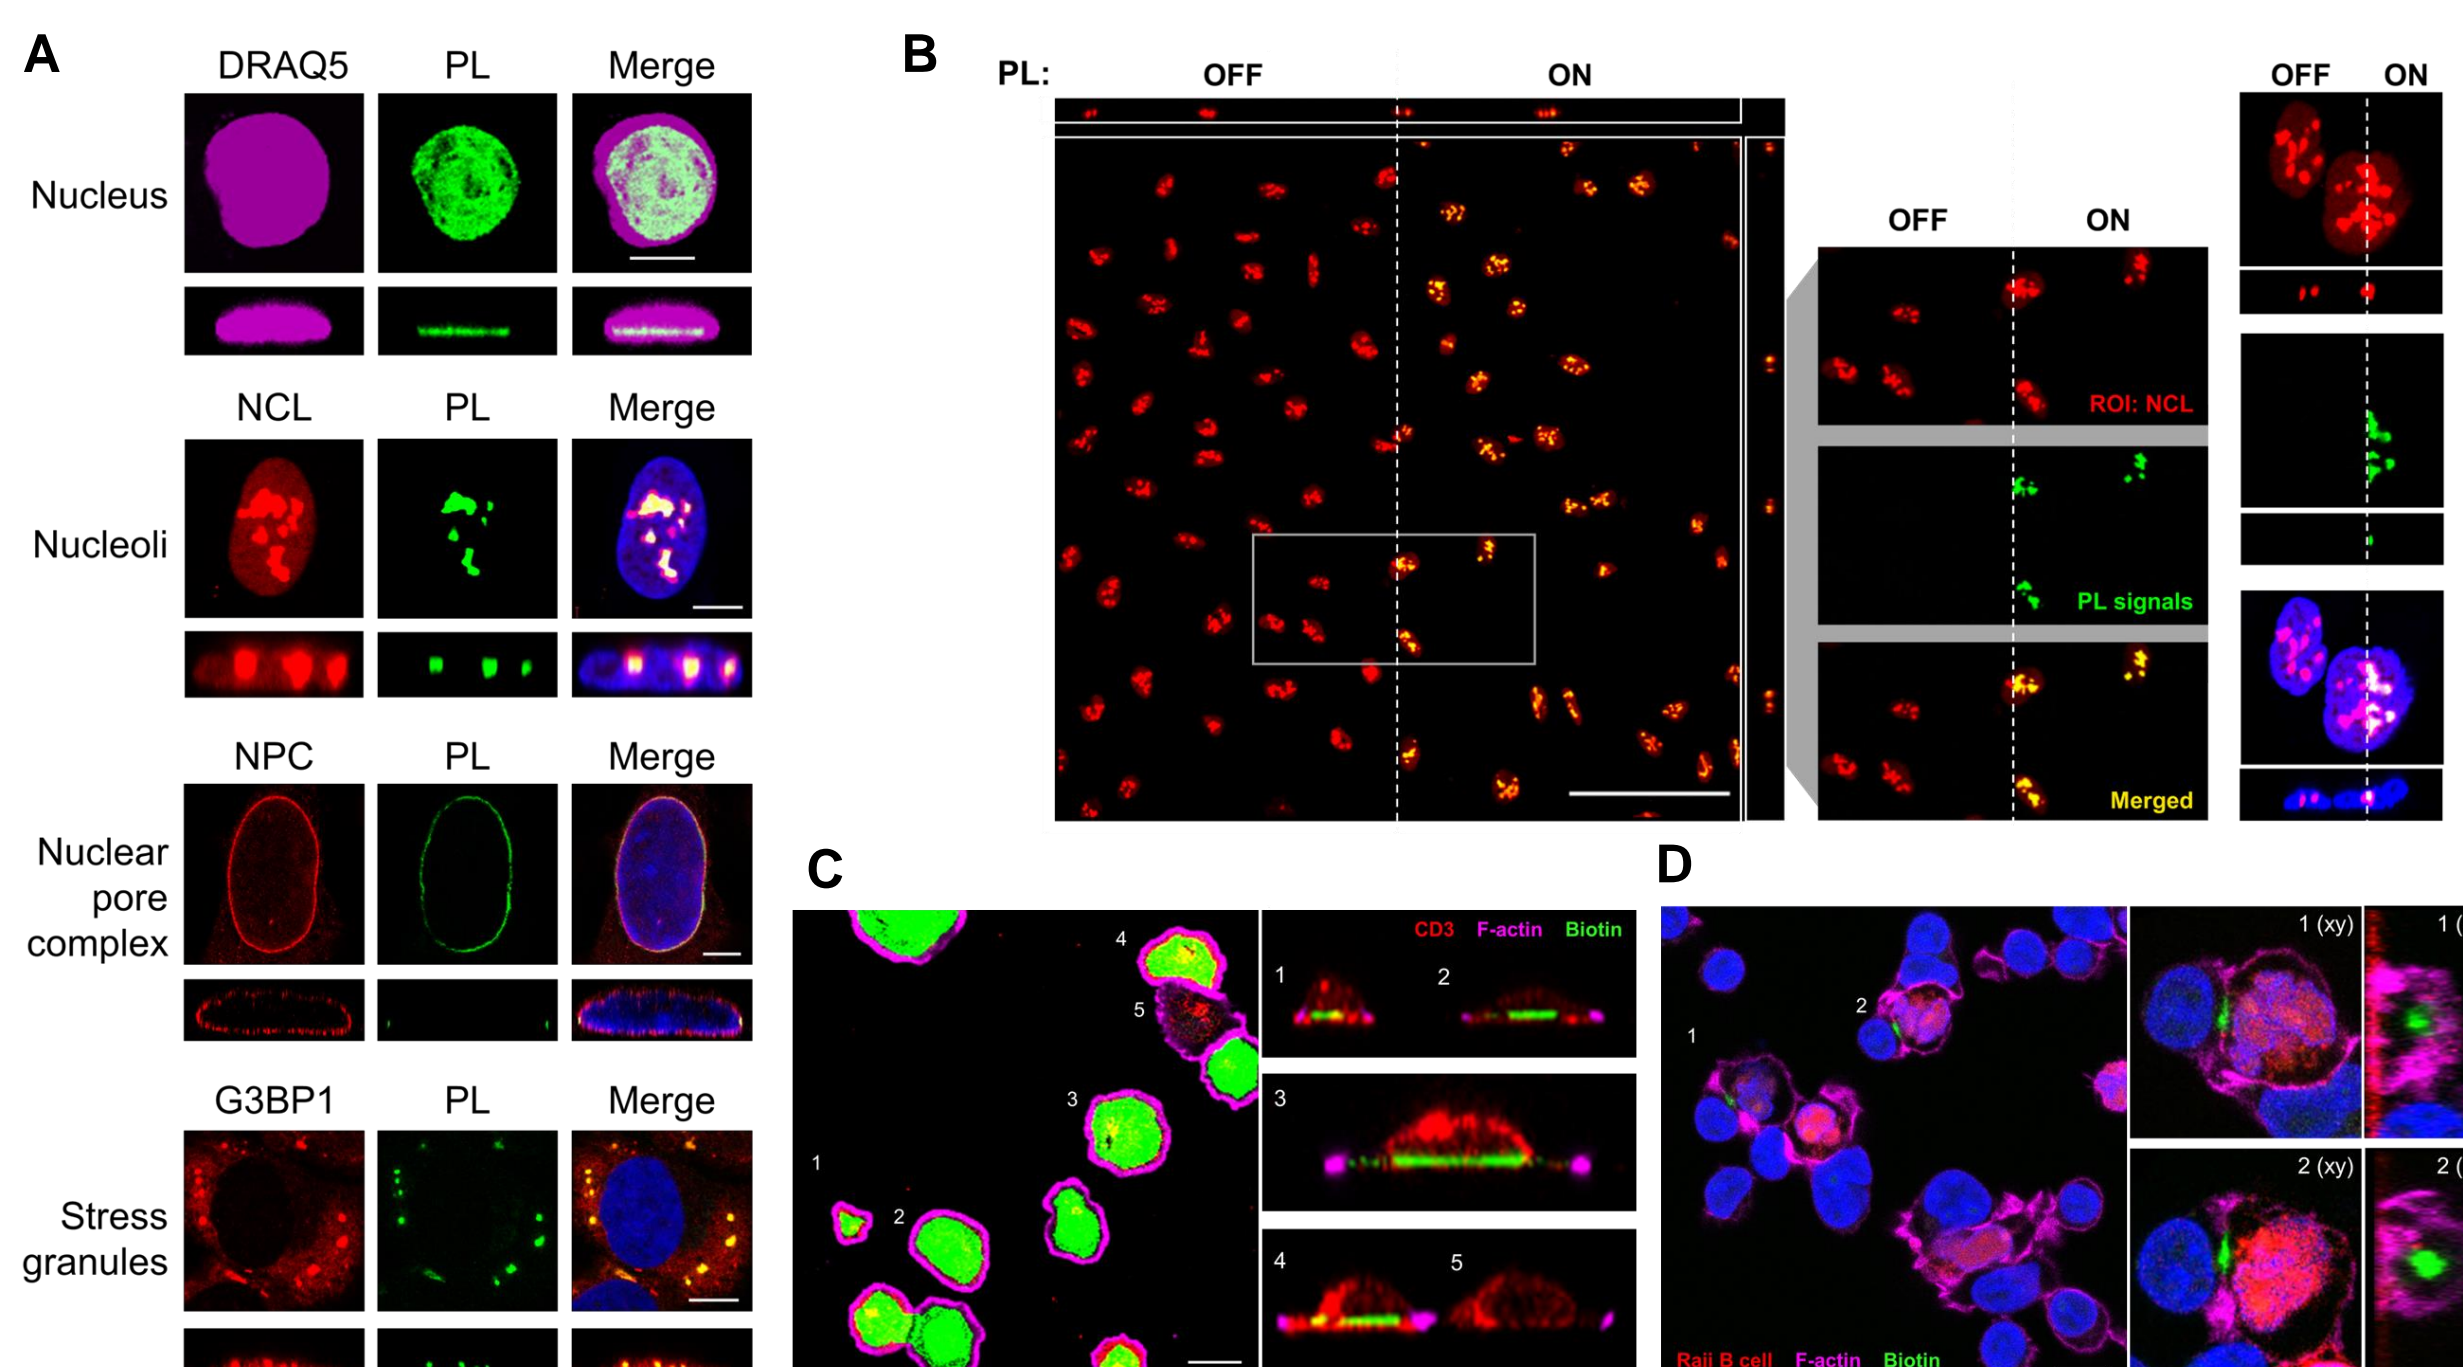 A
DRAQ5 PL Merge
Nucleus
NCL PL Merge
Nucleoli
NPC PL Merge
Nuclear
pore
complex
G3BP1 PL Merge
Stress
granules
B
PL: OFF ON
OFF ON
ROI: NCL
PL signals
Merged
OFF ON
C
4
5
3
1
2
CD3 F-actin Biotin
1 2
3
4 5
D
2
1
1 (xy)
1 (
2 (xy)
2 (
Raji B cell F-actin Biotin